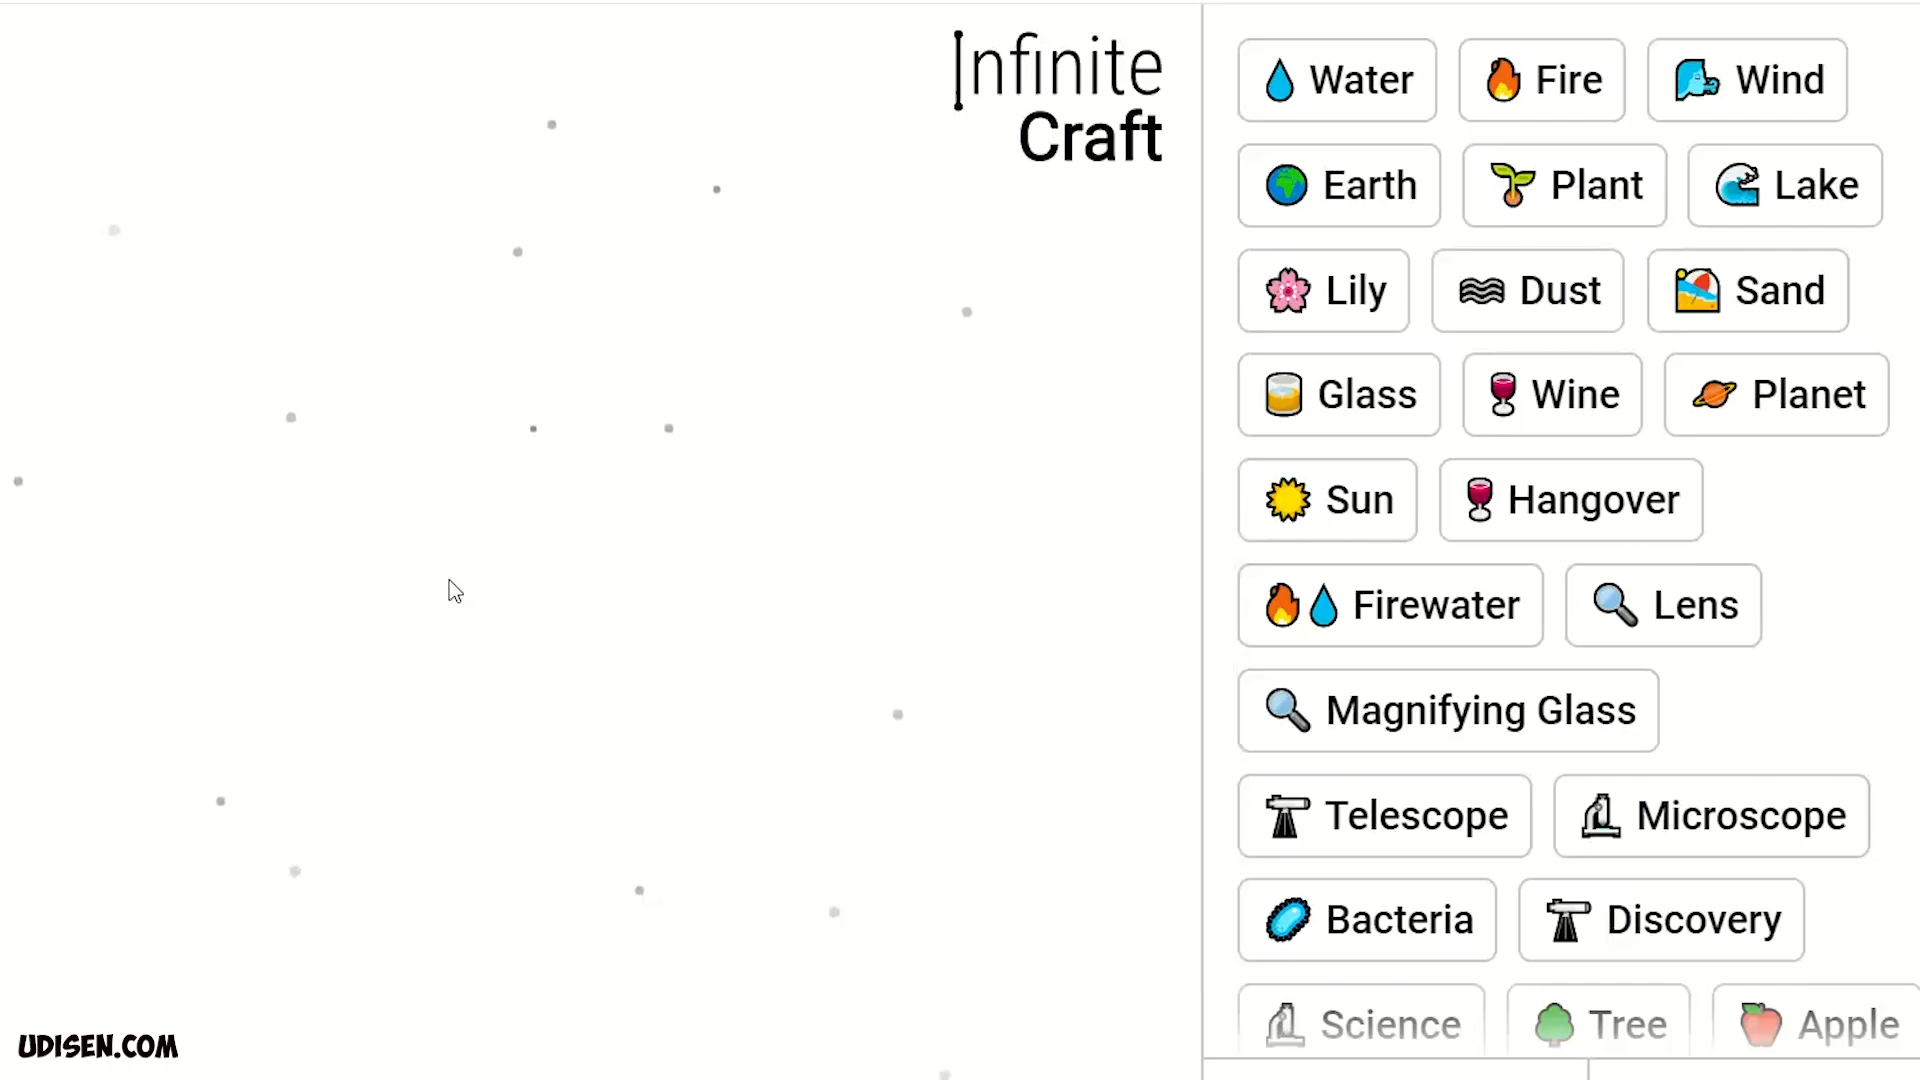 Infinite
Craft
Water Fire Wind
Earth Plant Lake
Lily Dust Sand
Glass Wine Planet
Sun Hangover
Firewater Lens
Magnifying Glass
Telescope Microscope
Bacteria Discovery
Science Tree Apple
UDISEN.COM